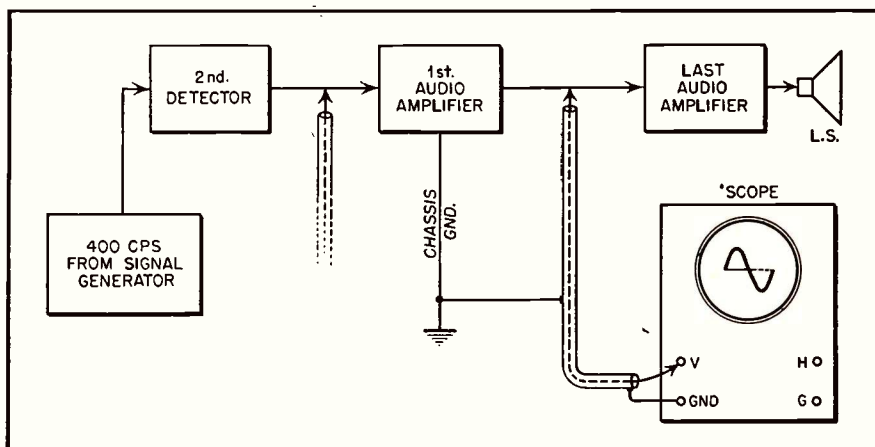 2nd.
DETECTOR
1st.
AUDIO
AMPLIFIER
LAST
AUDIO
AMPLIFIER
L.S.
400 CPS
FROM SIGNAL
GENERATOR
CHASSIS
GND.
'SCOPE
V
H
GND
G